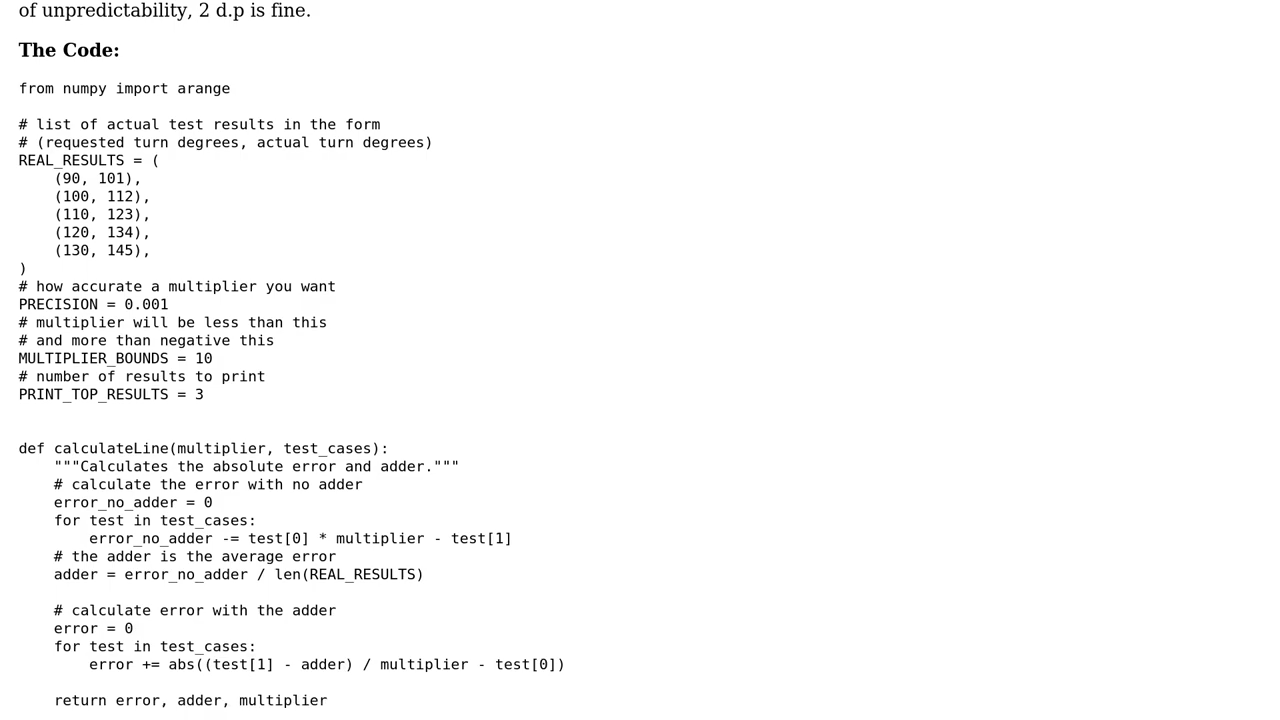 of unpredictability, 2 d.p is fine.
The Code:
from numpy import arange
# list of actual test results in the form
# (requested turn degrees, actual turn degrees)
REAL_RESULTS = (
    (90, 101),
    (100, 112),
    (110, 123),
    (120, 134),
    (130, 145),
)
# how accurate a multiplier you want
PRECISION = 0.001
# multiplier will be less than this
# and more than negative this
MULTIPLIER_BOUNDS = 10
# number of results to print
PRINT_TOP_RESULTS = 3
def calculateLine(multiplier, test_cases):
    """Calculates the absolute error and adder."""
    # calculate the error with no adder
    error_no_adder = 0
    for test in test_cases:
        error_no_adder -= test[0] * multiplier - test[1]
    # the adder is the average error
    adder = error_no_adder / len(REAL_RESULTS)
    # calculate error with the adder
    error = 0
    for test in test_cases:
        error += abs((test[1] - adder) / multiplier - test[0])
    return error, adder, multiplier